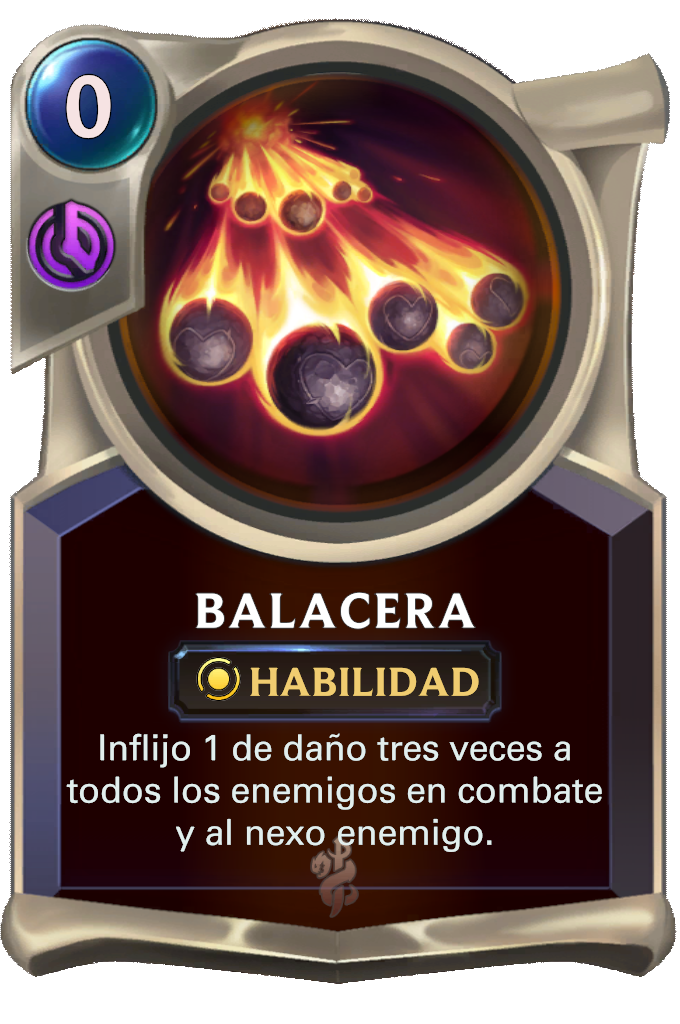 0
BALACERA
HABILIDAD
Inflijo 1 de daño tres veces a
todos los enemigos en combate
y al nexo enemigo.